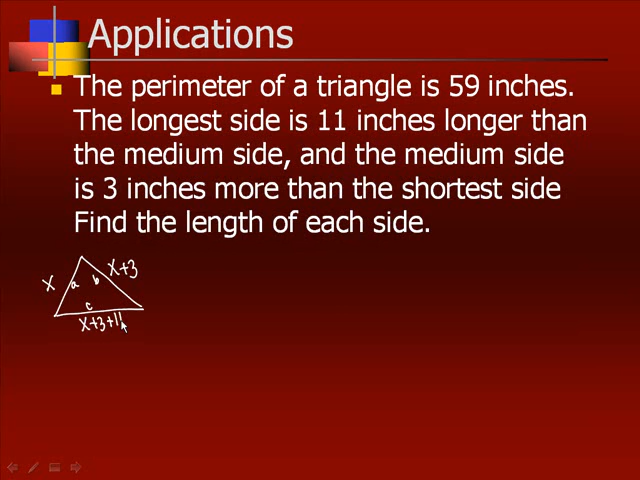 Applications
The perimeter of a triangle is 59 inches.
The longest side is 11 inches longer than
the medium side, and the medium side
is 3 inches more than the shortest side
Find the length of each side.
x
x+3
a
b
c
x+3+11